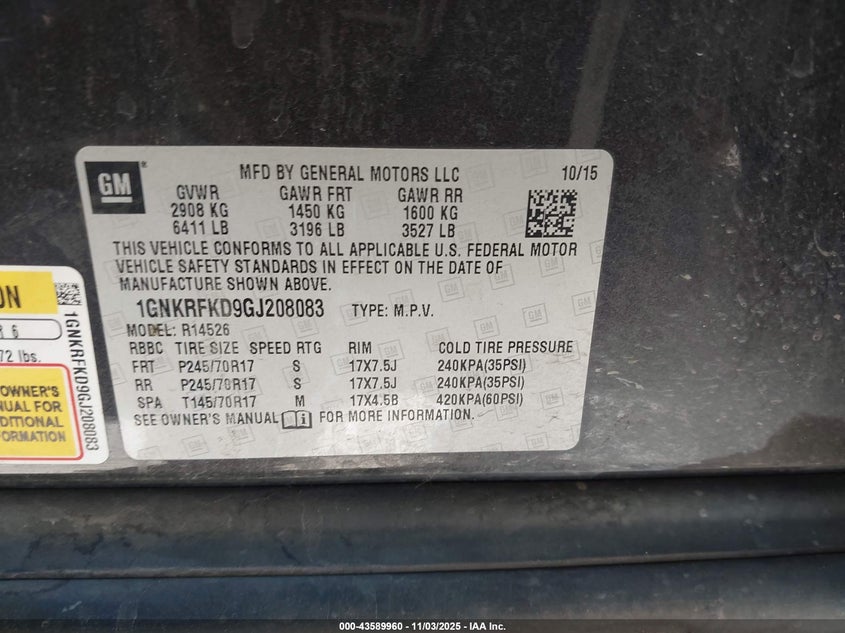 GM
MFD BY GENERAL MOTORS LLC 10/15
GVWR GAWR FRT GAWR RR
2908 KG 1450 KG 1600 KG
6411 LB 3196 LB 3527 LB
THIS VEHICLE CONFORMS TO ALL APPLICABLE U.S. FEDERAL MOTOR
VEHICLE SAFETY STANDARDS IN EFFECT ON THE DATE OF
MANUFACTURE SHOWN ABOVE.
1GNKRFKD9GJ208083 TYPE: M.P.V.
MODEL: R14526
RBBC TIRE SIZE SPEED RTG RIM COLD TIRE PRESSURE
FRT P245/70R17 S 17X7.5J 240KPA(35PSI)
RR P245/70R17 S 17X7.5J 240KPA(35PSI)
SPA T145/70R17 M 17X4.5B 420KPA(60PSI)
SEE OWNER'S MANUAL FOR MORE INFORMATION.
ON
6
72 lbs.
OWNER'S
NUAL FOR
DITIONAL
FORMATION
1GNKRFKD9GJ208083
000-43589960 - 11/03/2025 - IAA Inc.